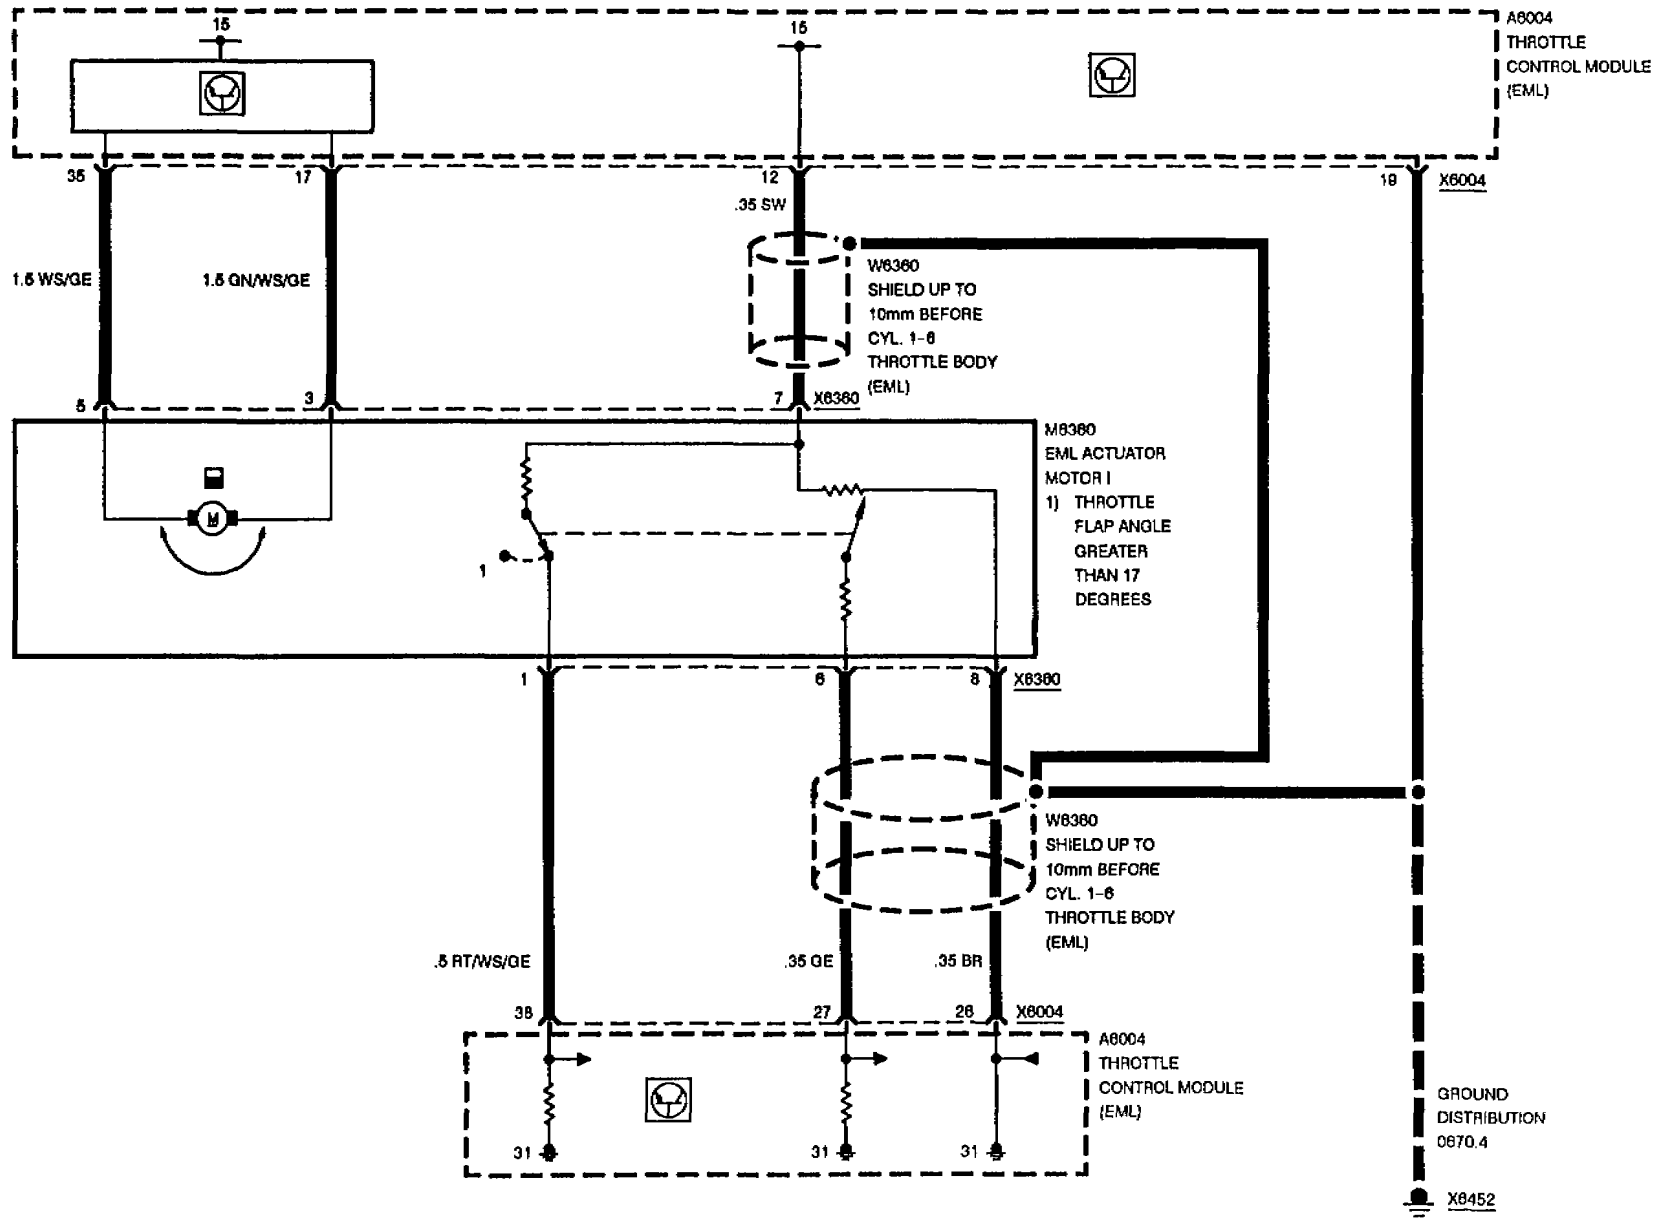 15
15
A6004
THROTTLE
CONTROL MODULE
(EML)
35
17
12
19
X6004
.35 SW
1.5 WS/GE
1.5 GN/WS/GE
W6360
SHIELD UP TO
10mm BEFORE
CYL. 1-6
THROTTLE BODY
(EML)
5
3
7
X6360
M
1
M6360
EML ACTUATOR
MOTOR I
1) THROTTLE
FLAP ANGLE
GREATER
THAN 17
DEGREES
1
6
8
X6360
W6360
SHIELD UP TO
10mm BEFORE
CYL. 1-6
THROTTLE BODY
(EML)
.5 RT/WS/GE
.35 GE
.35 BR
38
27
26
X6004
A6004
THROTTLE
CONTROL MODULE
(EML)
31
31
31
GROUND
DISTRIBUTION
0670.4
X6452